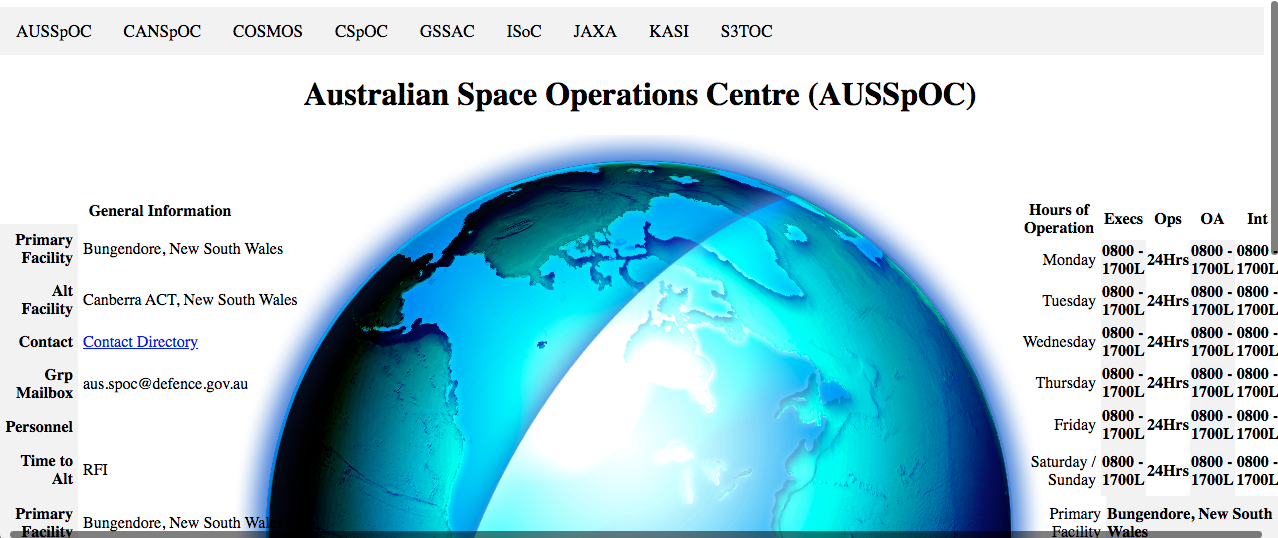 AUSSpOC CANSpOC COSMOS CSpOC GSSAC ISoC JAXA KASI S3TOC
Australian Space Operations Centre (AUSSpOC)
General Information
Primary
Facility
Bungendore, New South Wales
Alt
Facility
Canberra ACT, New South Wales
Contact
Contact Directory
Grp
Mailbox
aus.spoc@defence.gov.au
Personnel
Time to
Alt
RFI
Primary
Facility
Bungendore, New South Wales
Hours of
Operation
Execs Ops OA Int
Monday
0800 -
1700L
24Hrs
0800 -
1700L
0800 -
1700L
Tuesday
0800 -
1700L
24Hrs
0800 -
1700L
0800 -
1700L
Wednesday
0800 -
1700L
24Hrs
0800 -
1700L
0800 -
1700L
Thursday
0800 -
1700L
24Hrs
0800 -
1700L
0800 -
1700L
Friday
0800 -
1700L
24Hrs
0800 -
1700L
0800 -
1700L
Saturday /
Sunday
0800 -
1700L
24Hrs
0800 -
1700L
0800 -
1700L
Primary
Facility
Bungendore, New South
Wales